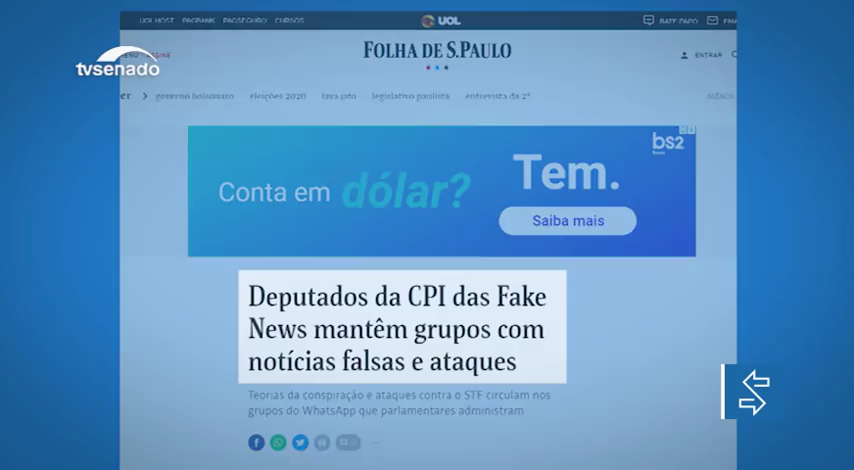 UOL HOST PAGBANK PAGSEGURO CURSOS
UOL
BATE-PAPO EMA
ASSINE
tvsenado
FOLHA DE S.PAULO
ENTRAR
er > governo bolsonaro eleições 2020 lava jato legislativo paulista entrevista da 2ª
bs2
Conta em dólar?
Tem.
Saiba mais
Deputados da CPI das Fake
News mantêm grupos com
notícias falsas e ataques
Teorias da conspiração e ataques contra o STF circulam nos
grupos do WhatsApp que parlamentares administram